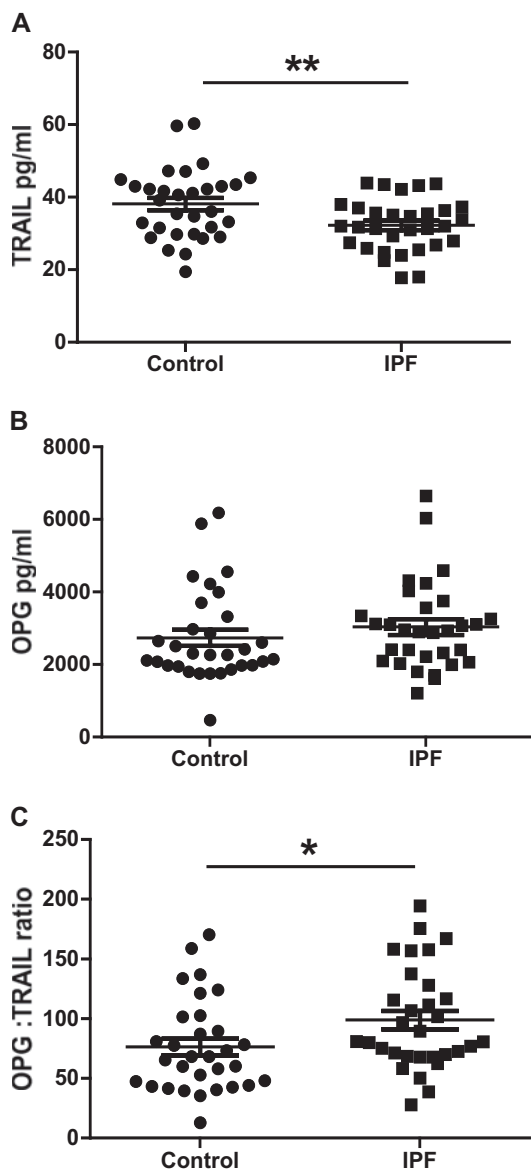 A
80
**
60
TRAIL pg/ml
40
20
0
Control IPF
B
8000
6000
OPG pg/ml
4000
2000
0
Control IPF
C
250
*
200
OPG :TRAIL ratio
150
100
50
0
Control IPF